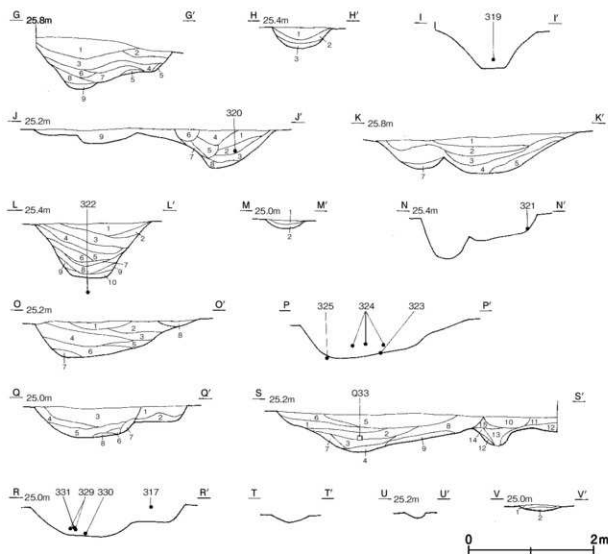 G 25.8m G′
1 2 3 4 5 6 7 8 5 9
H 25.4m H′
1 2 3
I 319 I′
J 25.2m 320 J′
9 6 4 1 5 2 3 7 8
K 25.8m K′
1 2 3 4 5 7
L 25.4m 322 L′
1 2 4 3 6 5 7 9 8 9 10
M 25.0m 1 M′
2
N 25.4m 321 N′
O 25.2m O′
1 2 8 4 3 5 6 7
P 325 324 323 P′
Q 25.0m Q′
1 2 3 4 5 6 7 8
S 25.2m Q33 S′
6 5 10 11 1 2 8 12 3 7 9 13 14 12 4
R 25.0m 331 329 330 317 R′
T T′
U 25.2m U′
V 25.0m V′
1 2
0 2m